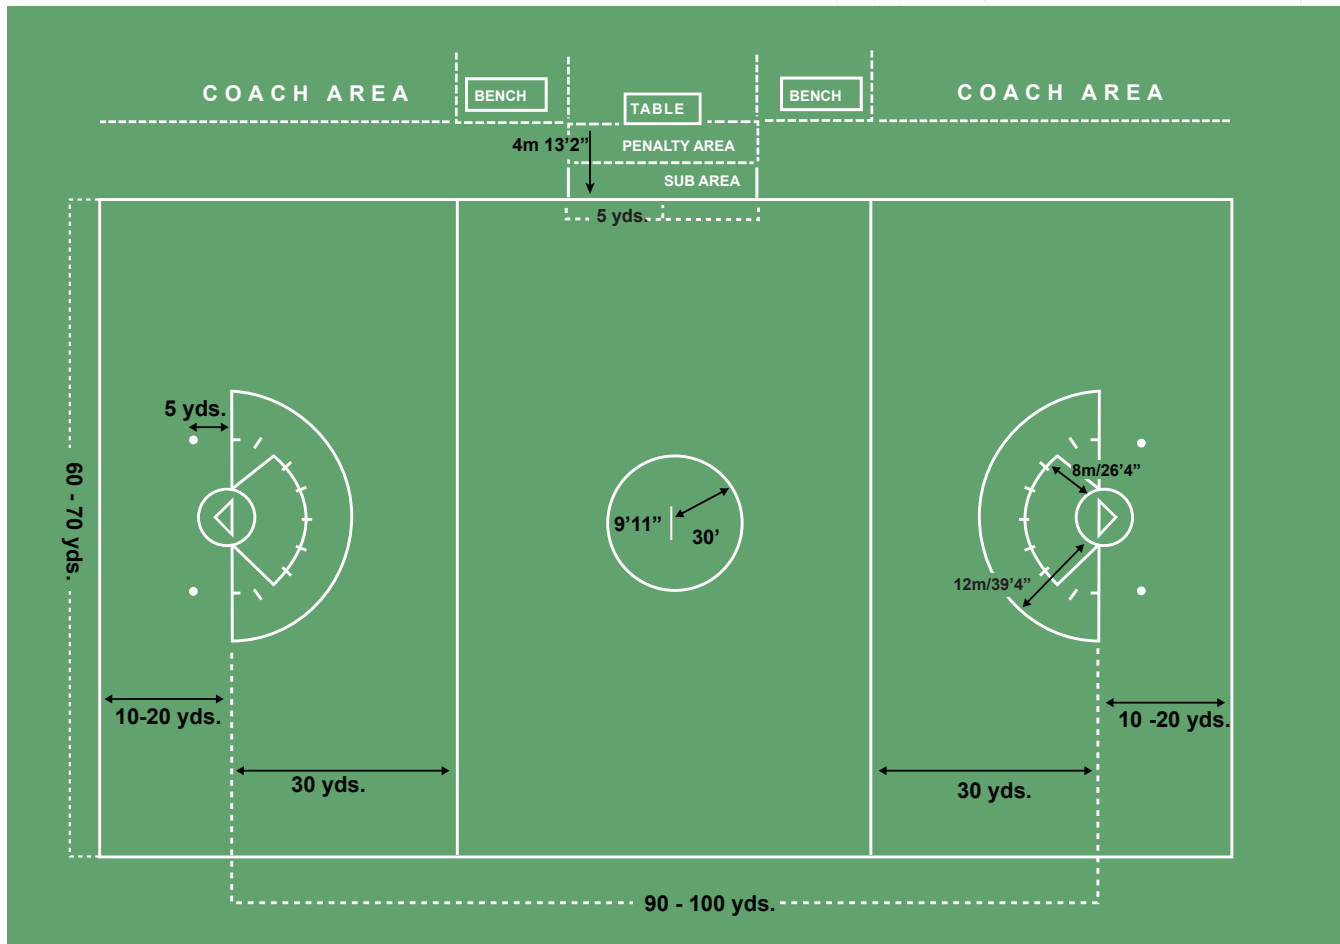 COACH AREA
BENCH
TABLE
BENCH
COACH AREA
4m 13’2”
PENALTY AREA
SUB AREA
5 yds.
5 yds.
60 - 70 yds.
8m/26’4”
9’11”
30’
12m/39’4”
10-20 yds.
10 -20 yds.
30 yds.
30 yds.
90 - 100 yds.